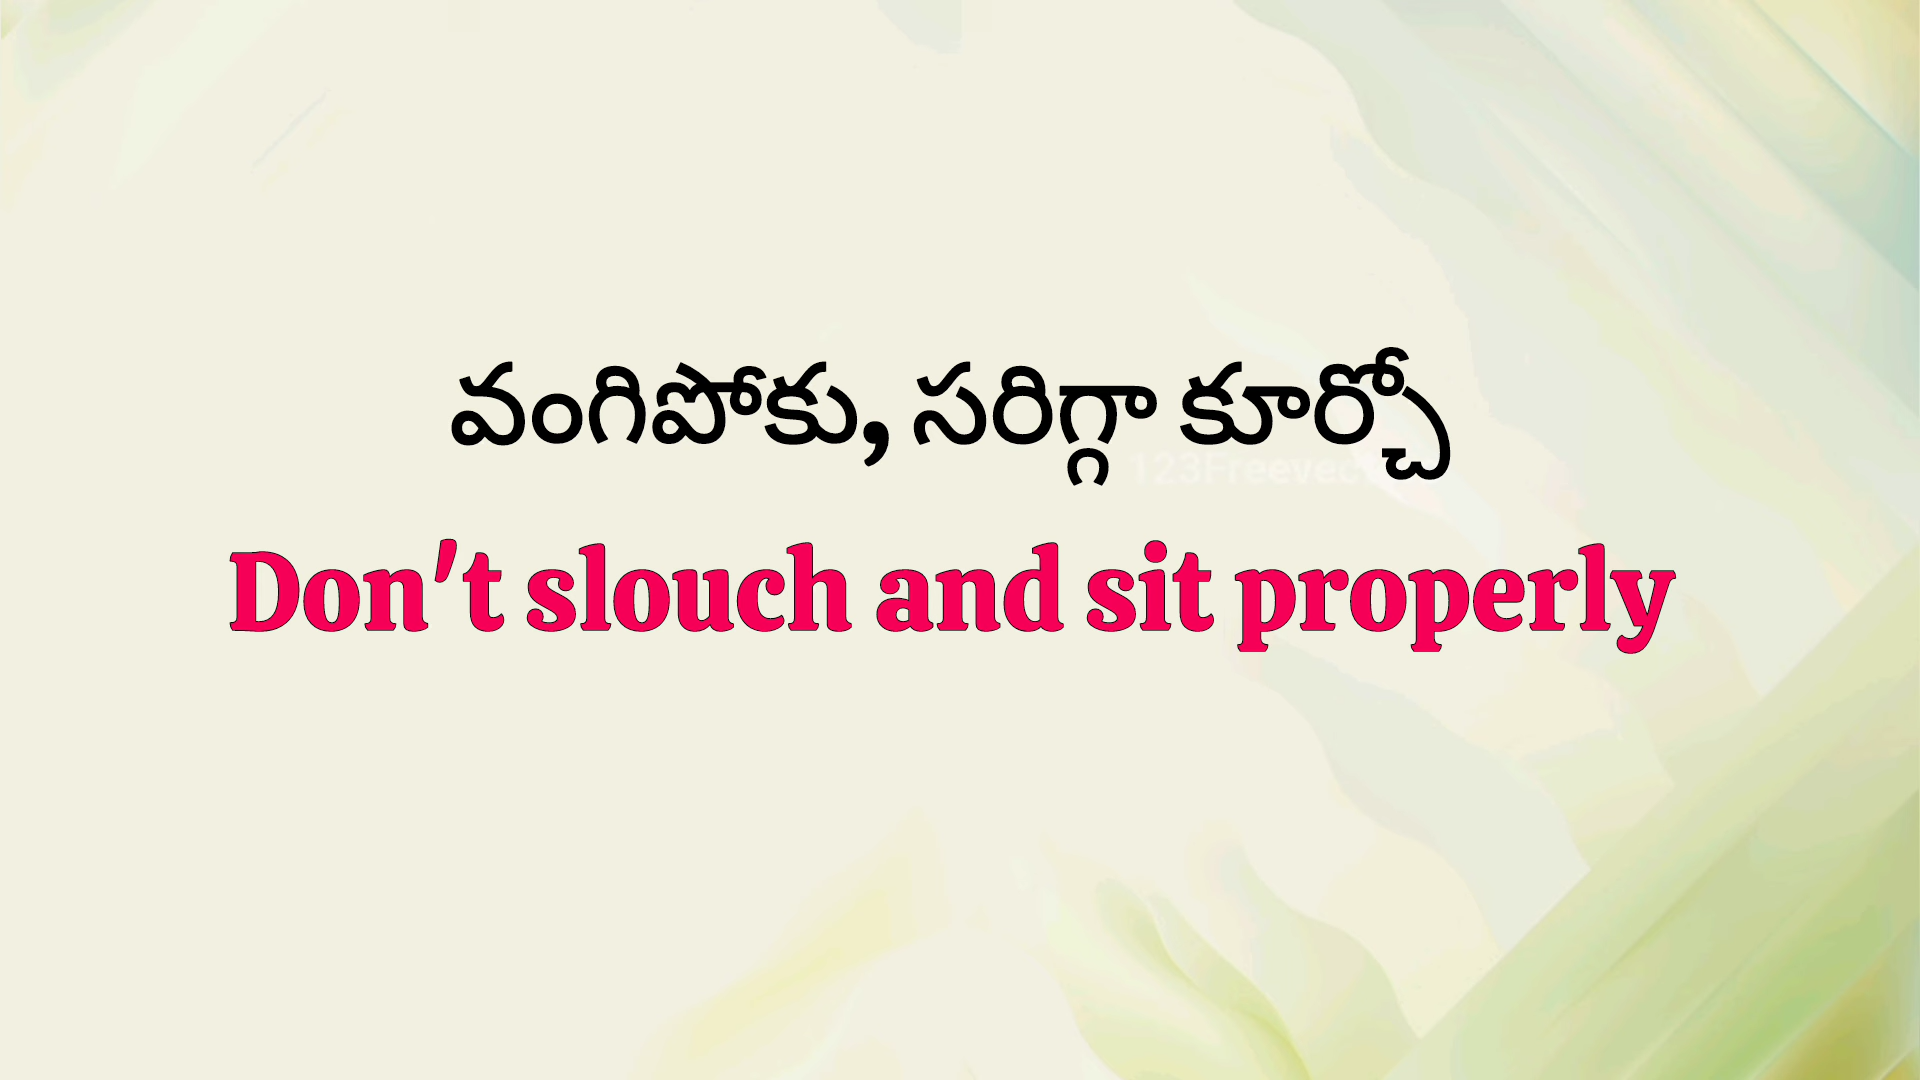 వంగిపోకు, సరిగ్గా కూర్చో
Don't slouch and sit properly